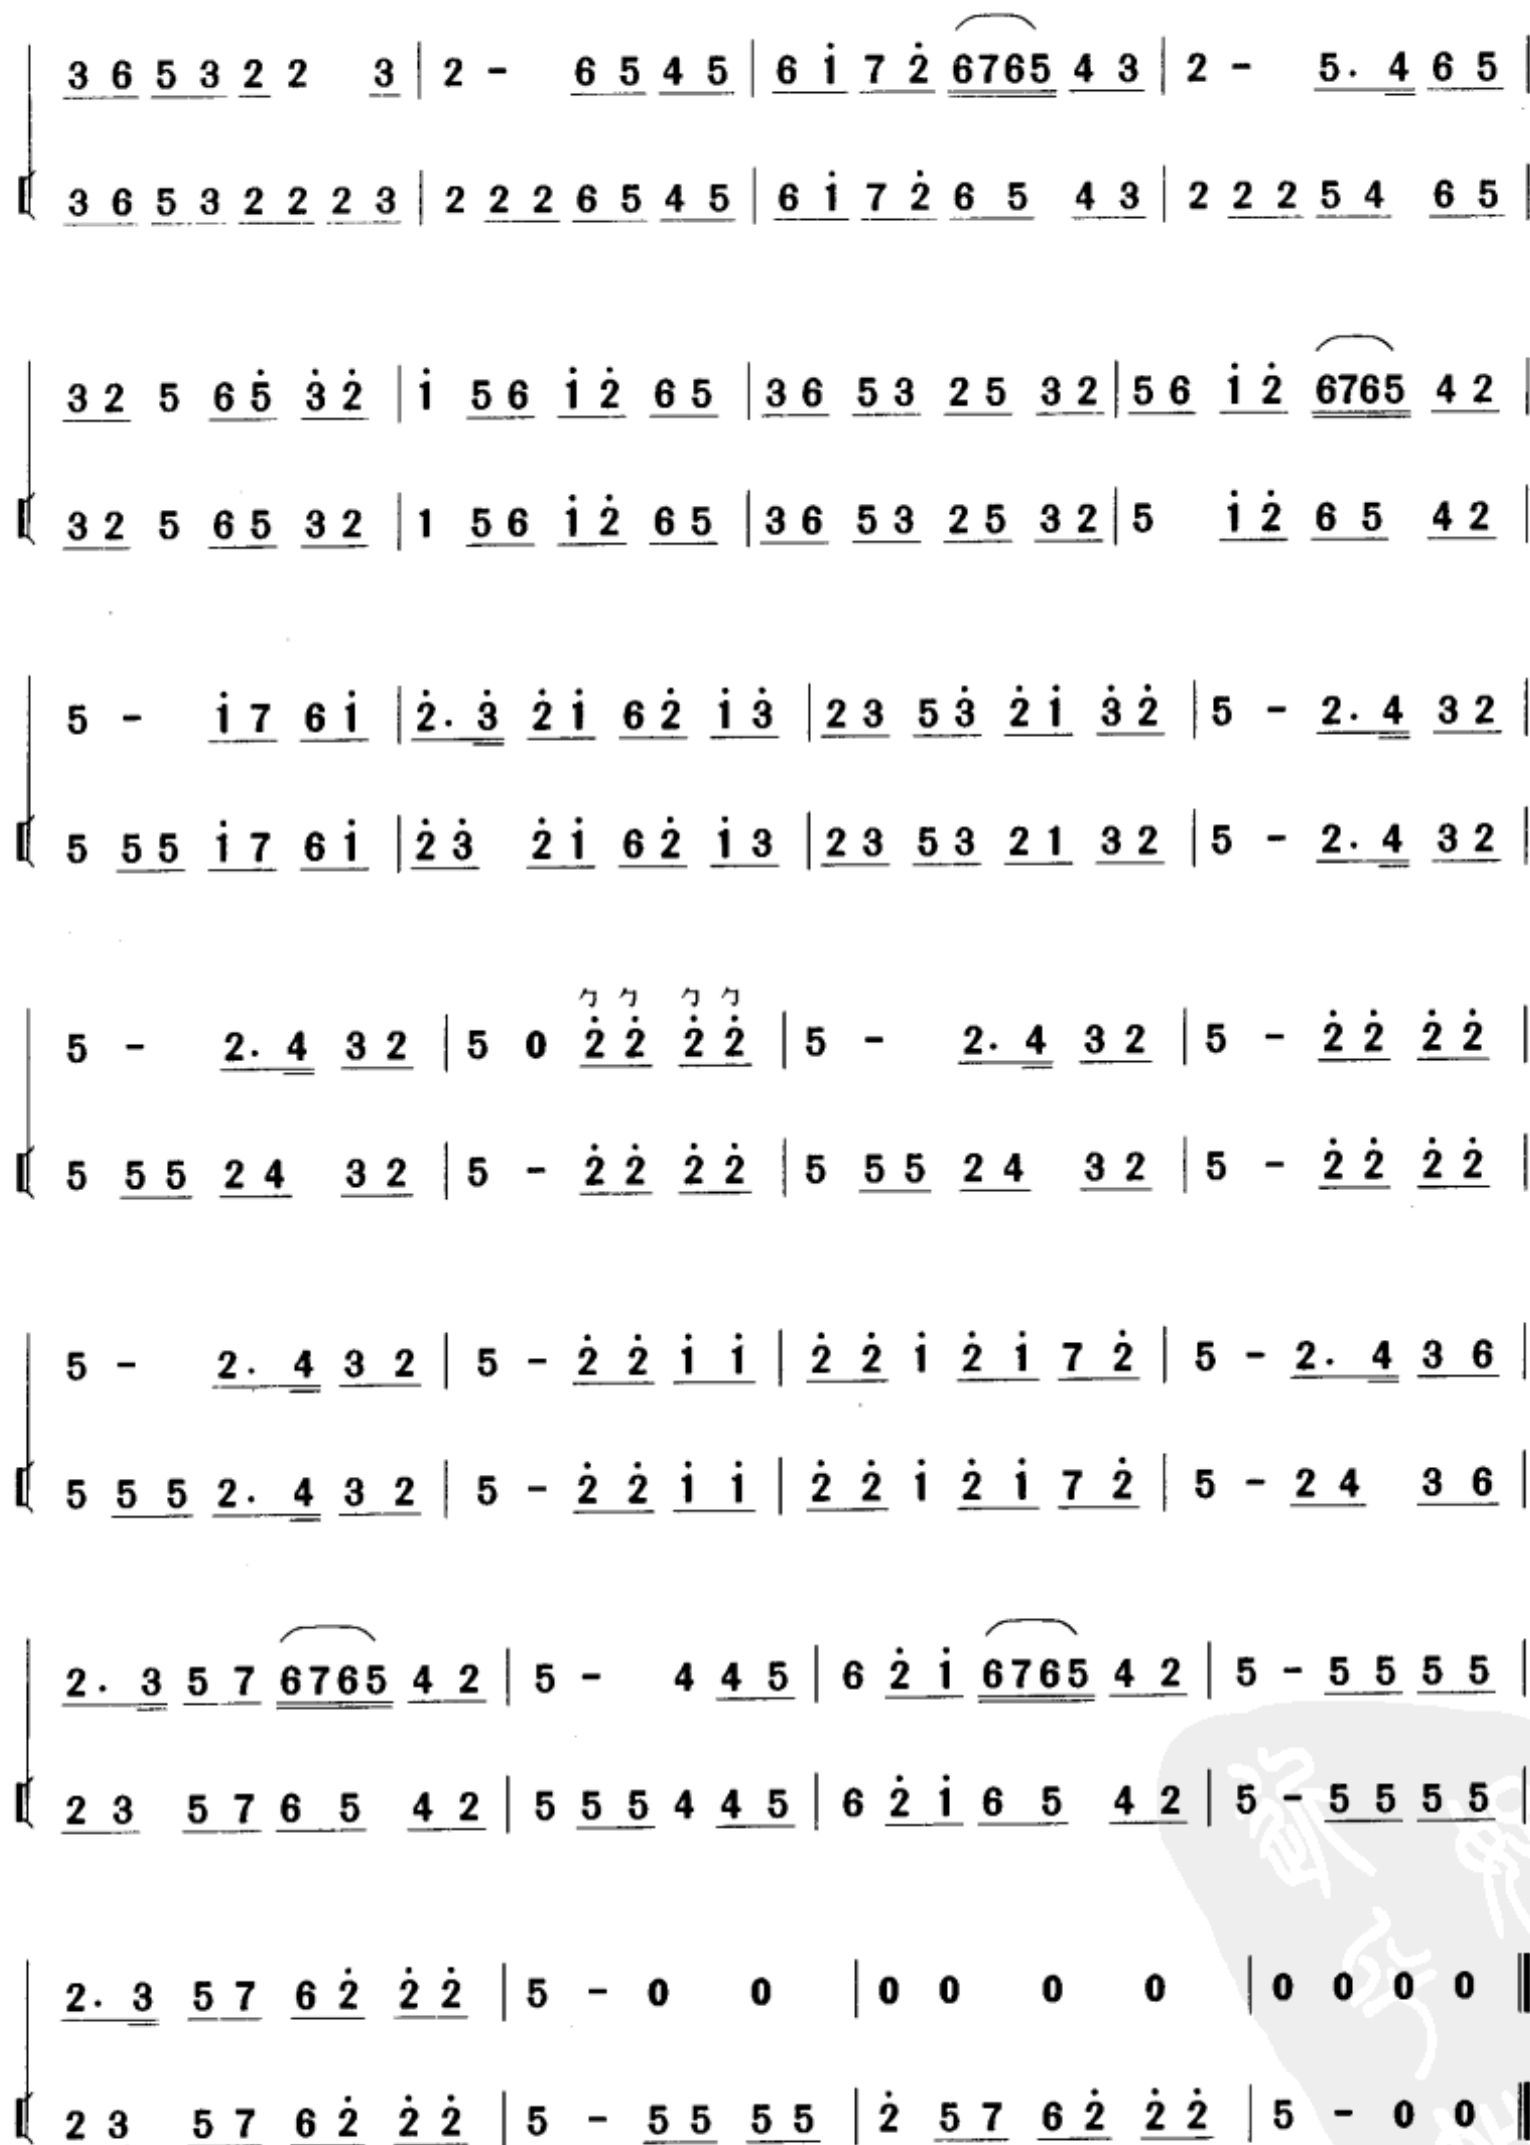 3 6 5 3 2 2 3 | 2 - 6 5 4 5 | 6 i̇ 7 2̇ 6765 4 3 | 2 - 5. 4 6 5 |
3 6 5 3 2 2 2 3 | 2 2 2 6 5 4 5 | 6 i̇ 7 2̇ 6 5 4 3 | 2 2 2 5 4 6 5 |
3 2 5 6 5̇ 3̇ 2̇ | i̇ 5 6 i̇ 2̇ 6 5 | 3 6 5 3 2 5 3 2 | 5 6 i̇ 2̇ 6765 4 2 |
3 2 5 6 5 3 2 | 1 5 6 i̇ 2̇ 6 5 | 3 6 5 3 2 5 3 2 | 5 i̇ 2̇ 6 5 4 2 |
5 - i̇ 7 6 i̇ | 2̇. 3̇ 2̇ i̇ 6 2̇ i̇ 3̇ | 2 3 5 3̇ 2̇ i̇ 3̇ 2̇ | 5 - 2. 4 3 2 |
5 5 5 i̇ 7 6 i̇ | 2̇ 3̇ 2̇ i̇ 6 2̇ i̇ 3 | 2 3 5 3 2 1 3 2 | 5 - 2. 4 3 2 |
ㄅ ㄅ ㄅ ㄅ
5 - 2. 4 3 2 | 5 0 2̇ 2̇ 2̇ 2̇ | 5 - 2. 4 3 2 | 5 - 2̇ 2̇ 2̇ 2̇ |
5 5 5 2 4 3 2 | 5 - 2̇ 2̇ 2̇ 2̇ | 5 5 5 2 4 3 2 | 5 - 2̇ 2̇ 2̇ 2̇ |
5 - 2. 4 3 2 | 5 - 2̇ 2̇ i̇ i̇ | 2̇ 2̇ i̇ 2̇ i̇ 7 2̇ | 5 - 2. 4 3 6 |
5 5 5 2. 4 3 2 | 5 - 2̇ 2̇ i̇ i̇ | 2̇ 2̇ i̇ 2̇ i̇ 7 2̇ | 5 - 2 4 3 6 |
2. 3 5 7 6765 4 2 | 5 - 4 4 5 | 6 2̇ i̇ 6765 4 2 | 5 - 5 5 5 5 |
2 3 5 7 6 5 4 2 | 5 5 5 4 4 5 | 6 2̇ i̇ 6 5 4 2 | 5 - 5 5 5 5 |
2. 3 5 7 6 2̇ 2̇ 2̇ | 5 - 0 0 | 0 0 0 0 | 0 0 0 0 ‖
2 3 5 7 6 2̇ 2̇ 2̇ | 5 - 5 5 5 5 | 2̇ 5 7 6 2̇ 2̇ 2̇ | 5 - 0 0 ‖